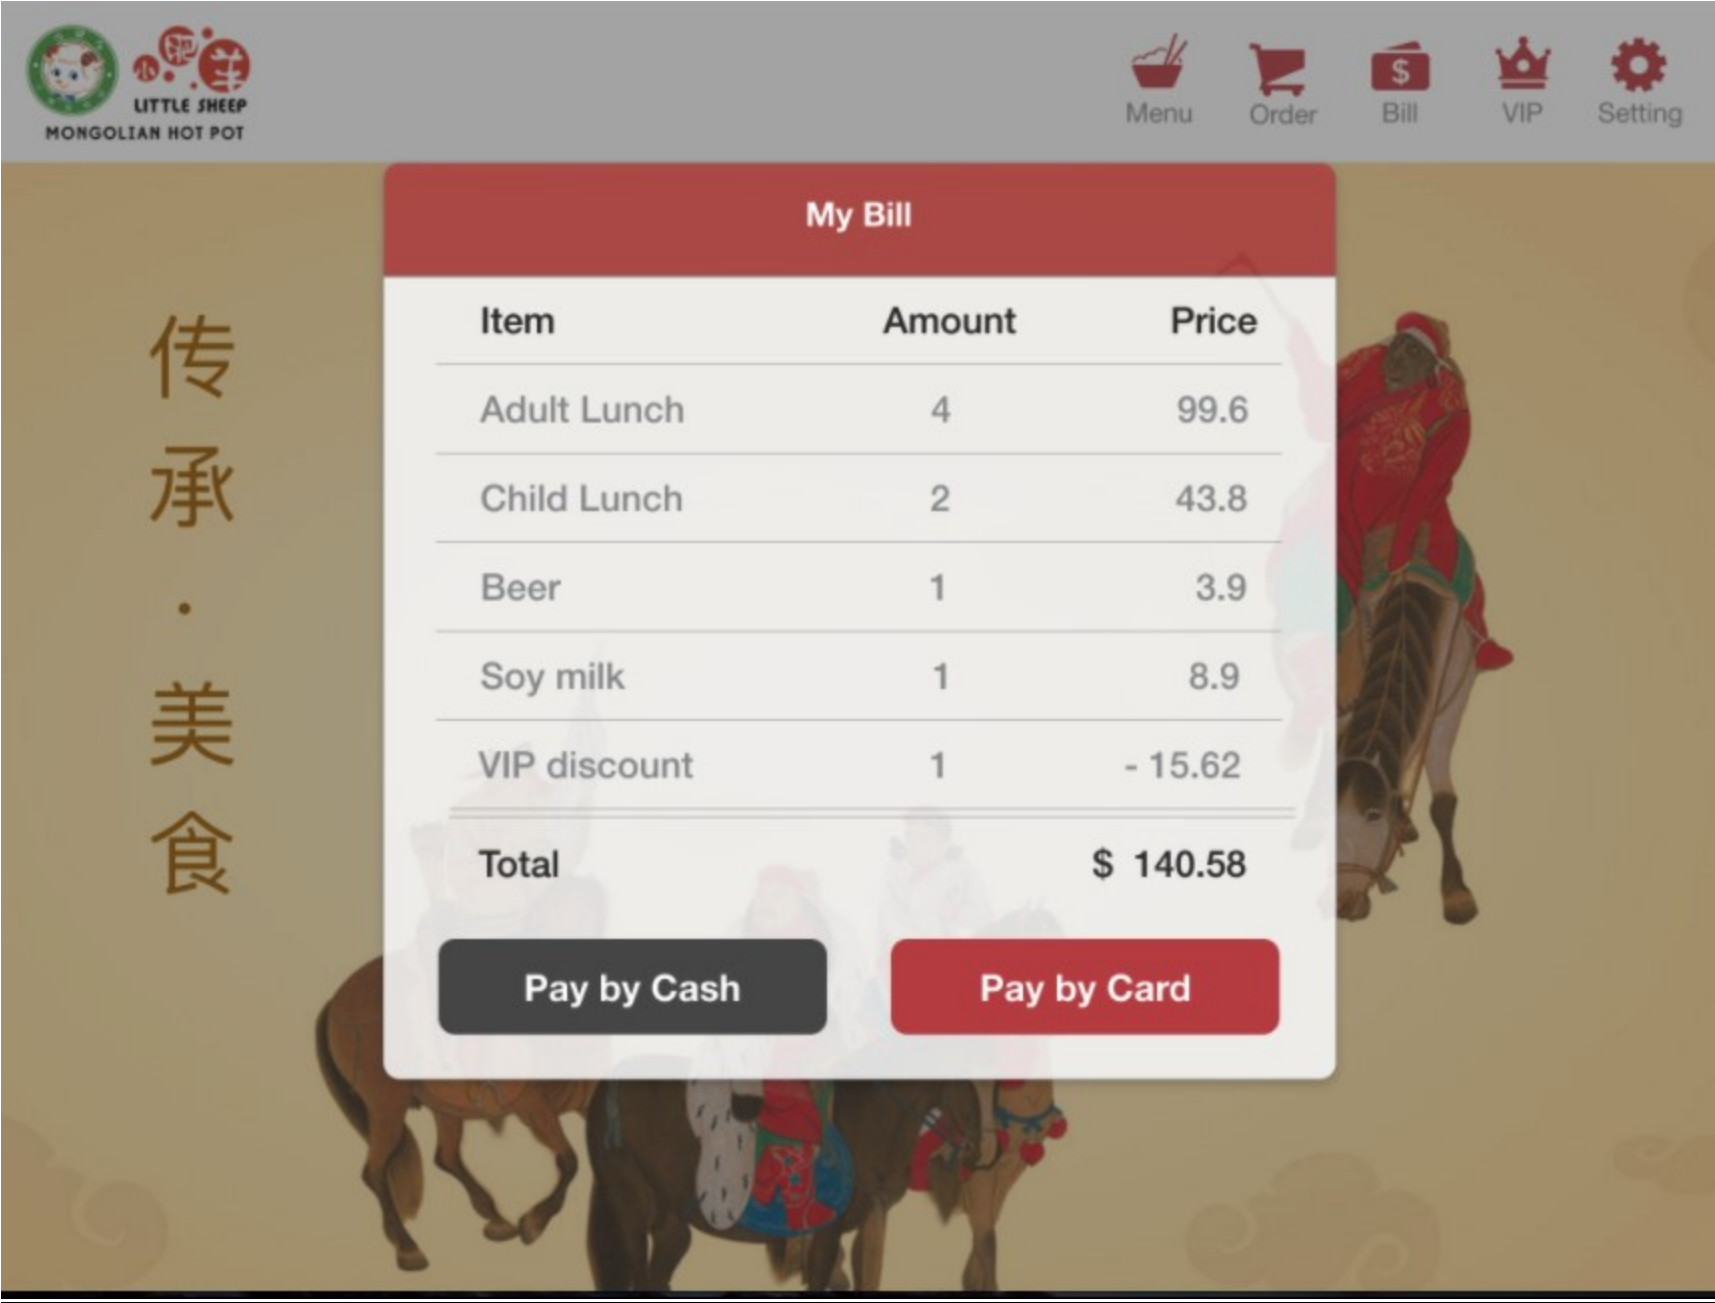 小肥羊
LITTLE SHEEP
MONGOLIAN HOT POT
$
Menu Order Bill VIP Setting
传承·美食
My Bill
Item Amount Price
Adult Lunch 4 99.6
Child Lunch 2 43.8
Beer 1 3.9
Soy milk 1 8.9
VIP discount 1 - 15.62
Total $ 140.58
Pay by Cash Pay by Card